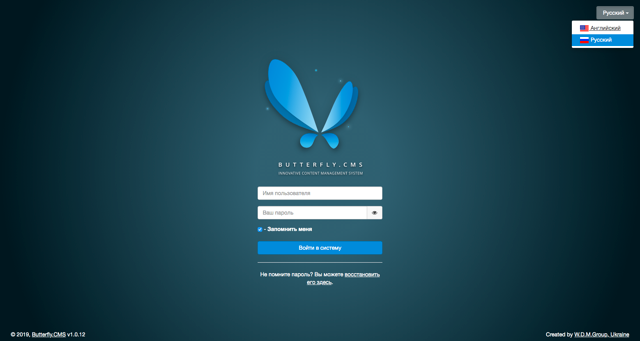 Русский
Английский
Русский
BUTTERFLY.CMS
INNOVATIVE CONTENT MANAGEMENT SYSTEM
Имя пользователя
Ваш пароль
- Запомнить меня
Войти в систему
Не помните пароль? Вы можете восстановить
его здесь.
© 2019, Butterfly.CMS v1.0.12
Created by W.D.M.Group, Ukraine